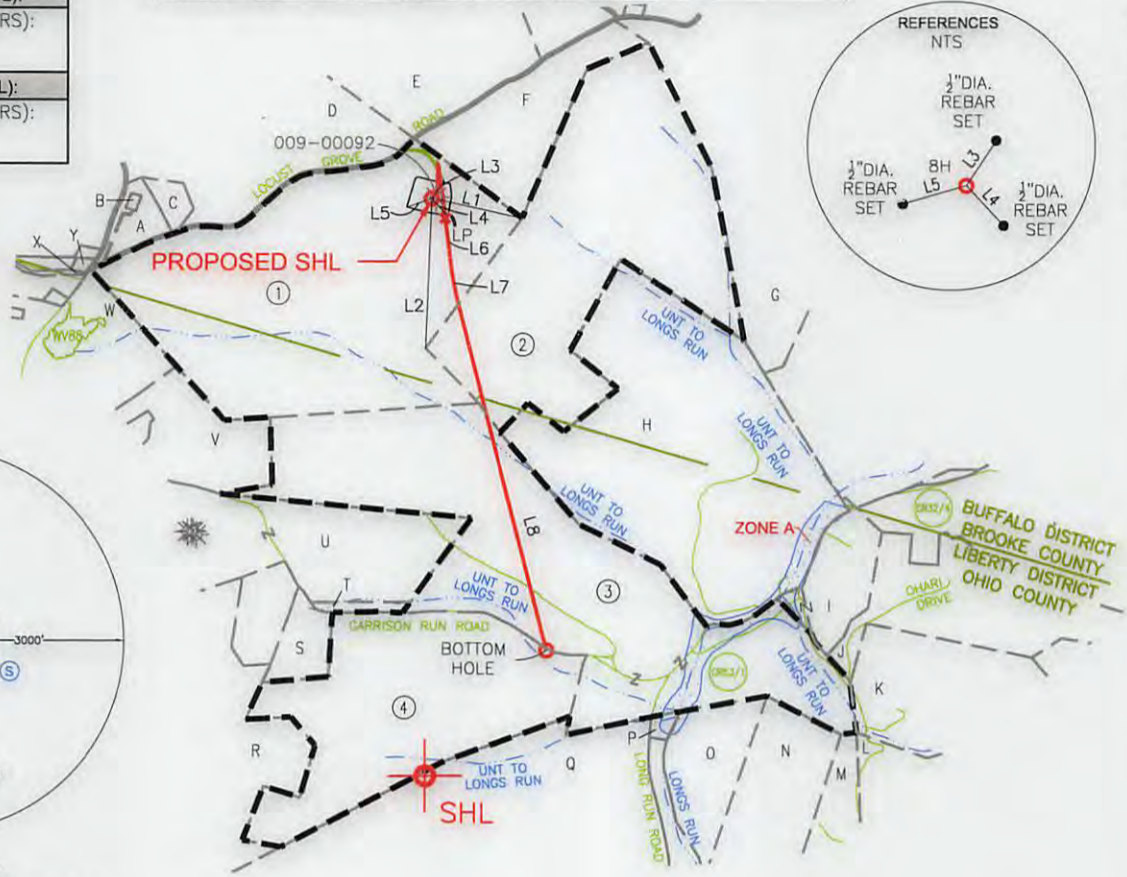 L):
RS):
L):
RS):
REFERENCES
NTS
½"DIA.
REBAR
SET
8H
L3
L5
L4
½"DIA.
REBAR
SET
½"DIA.
REBAR
SET
E
D
F
009-00092
LOCUST GROVE ROAD
L3
L1
L5
L4
LP
L6
B
C
A
X
Y
PROPOSED SHL
1
L2
L7
W
WV88
2
G
UNT TO
LONGS RUN
H
V
UNT TO
LONGS RUN
UNT TO
LONGS RUN
L8
ZONE A
CR32/4
BUFFALO DISTRICT
BROOKE COUNTY
LIBERTY DISTRICT
OHIO COUNTY
U
UNT TO
LONGS RUN
3
T
GARRISON RUN ROAD
I
OHARI
DRIVE
3000'
S
S
BOTTOM
HOLE
J
UNT TO
LONGS RUN
K
4
R
P
O
N
L
M
Q
UNT TO
LONGS RUN
SHL
LONG RUN ROAD
LONGS RUN